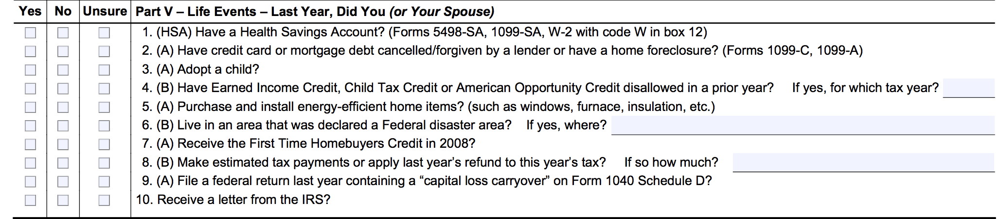 Yes No Unsure Part V – Life Events – Last Year, Did You (or Your Spouse)
1. (HSA) Have a Health Savings Account? (Forms 5498-SA, 1099-SA, W-2 with code W in box 12)
2. (A) Have credit card or mortgage debt cancelled/forgiven by a lender or have a home foreclosure? (Forms 1099-C, 1099-A)
3. (A) Adopt a child?
4. (B) Have Earned Income Credit, Child Tax Credit or American Opportunity Credit disallowed in a prior year? If yes, for which tax year?
5. (A) Purchase and install energy-efficient home items? (such as windows, furnace, insulation, etc.)
6. (B) Live in an area that was declared a Federal disaster area? If yes, where?
7. (A) Receive the First Time Homebuyers Credit in 2008?
8. (B) Make estimated tax payments or apply last year’s refund to this year’s tax? If so how much?
9. (A) File a federal return last year containing a “capital loss carryover” on Form 1040 Schedule D?
10. Receive a letter from the IRS?